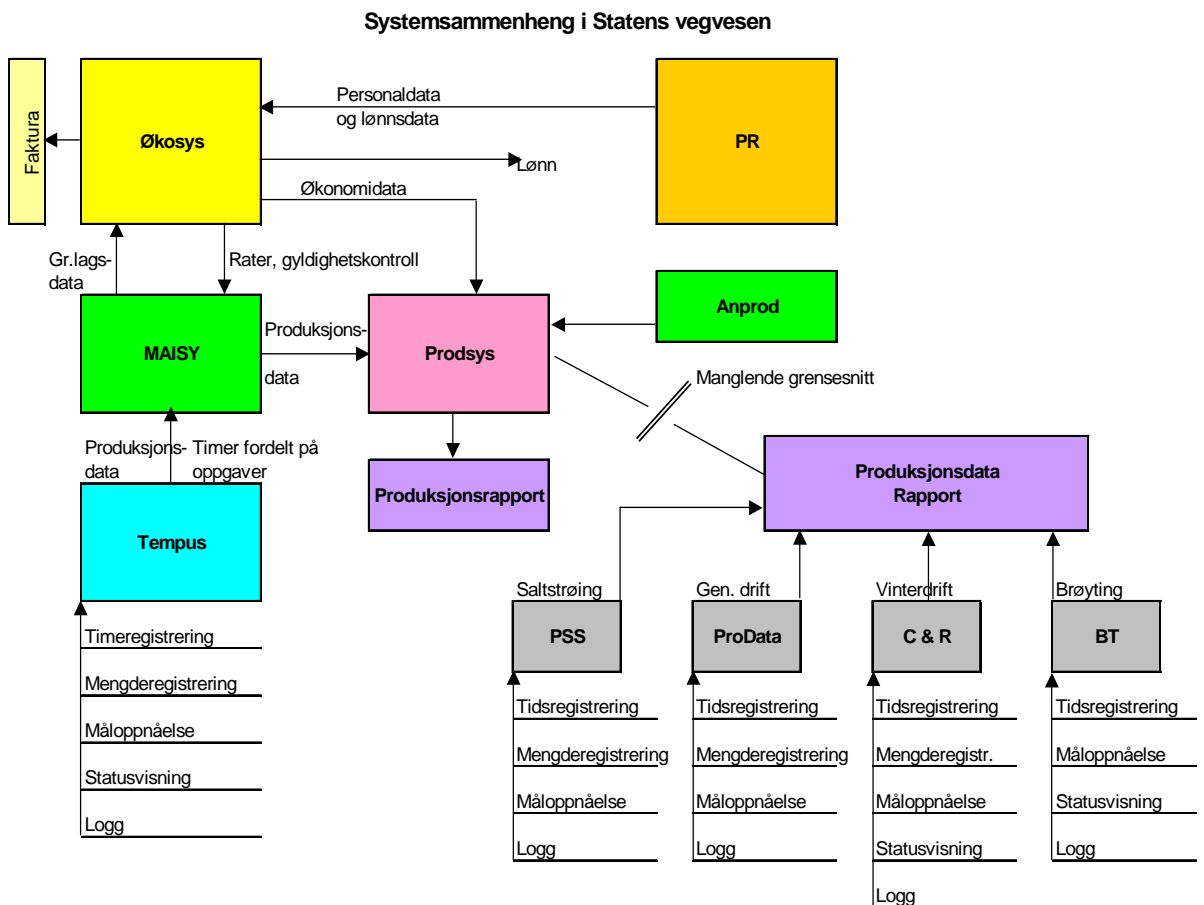 Systemsammenheng i Statens vegvesen
Faktura
Økosys
Personaldata
og lønnsdata
PR
Lønn
Økonomidata
Gr.lags-
data
Rater, gyldighetskontroll
MAISY
Produksjons-
data
Prodsys
Anprod
Manglende grensesnitt
Produksjons-
data
Timer fordelt på
oppgaver
Produksjonsrapport
Produksjonsdata
Rapport
Tempus
Timeregistrering
Mengderegistrering
Måloppnåelse
Statusvisning
Logg
Saltstrøing
PSS
Tidsregistrering
Mengderegistrering
Måloppnåelse
Logg
Gen. drift
ProData
Tidsregistrering
Mengderegistrering
Måloppnåelse
Logg
Vinterdrift
C & R
Tidsregistrering
Mengderegistr.
Måloppnåelse
Statusvisning
Logg
Brøyting
BT
Tidsregistrering
Måloppnåelse
Statusvisning
Logg